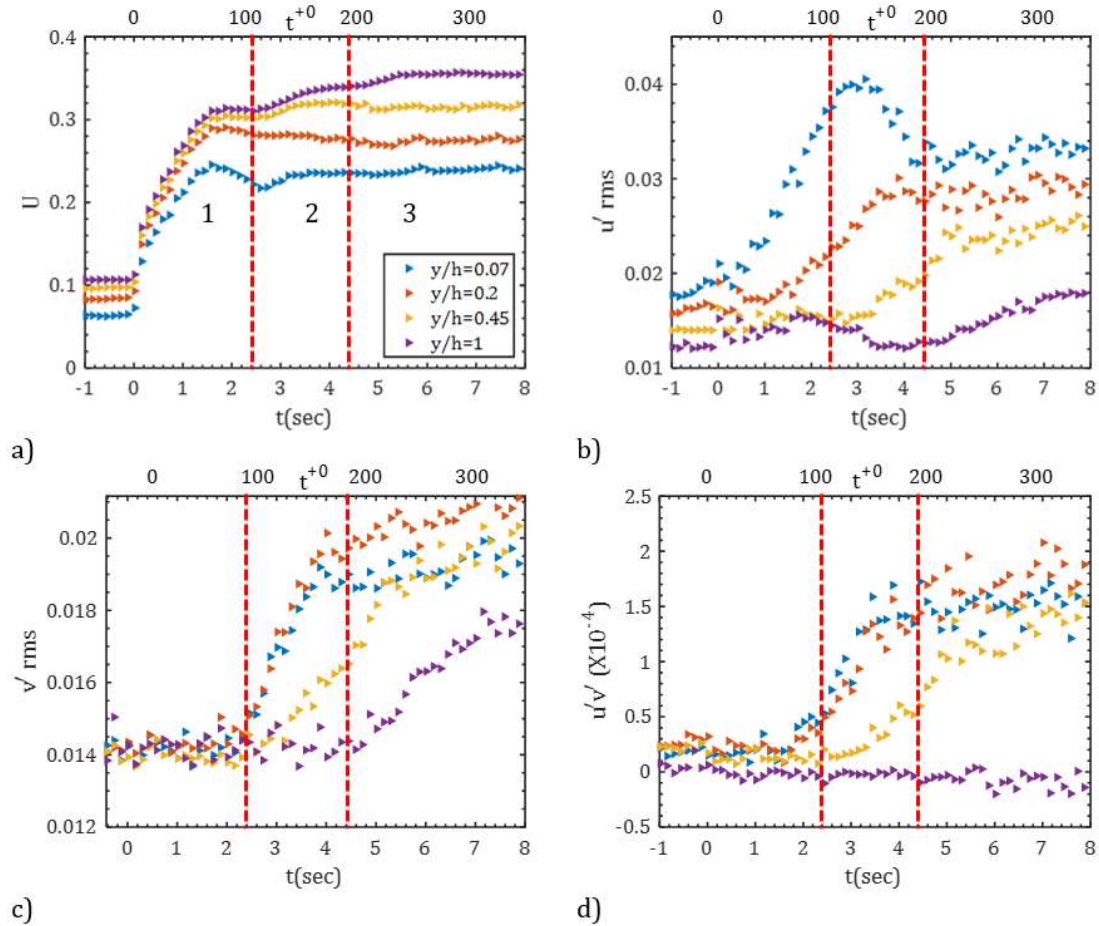 0 100 t+0 200 300
0.4
0.3
0.2
0.1
0
U
1 2 3
y/h=0.07
y/h=0.2
y/h=0.45
y/h=1
-1 0 1 2 3 4 5 6 7 8
t(sec)
a)
0 100 t+0 200 300
0.04
0.03
0.02
0.01
u' rms
-1 0 1 2 3 4 5 6 7 8
t(sec)
b)
0 100 t+0 200 300
0.02
0.018
0.016
0.014
0.012
v' rms
0 1 2 3 4 5 6 7 8
t(sec)
c)
0 100 t+0 200 300
2.5
2
1.5
1
0.5
0
-0.5
u'v' (X10-4)
-1 0 1 2 3 4 5 6 7 8
t(sec)
d)